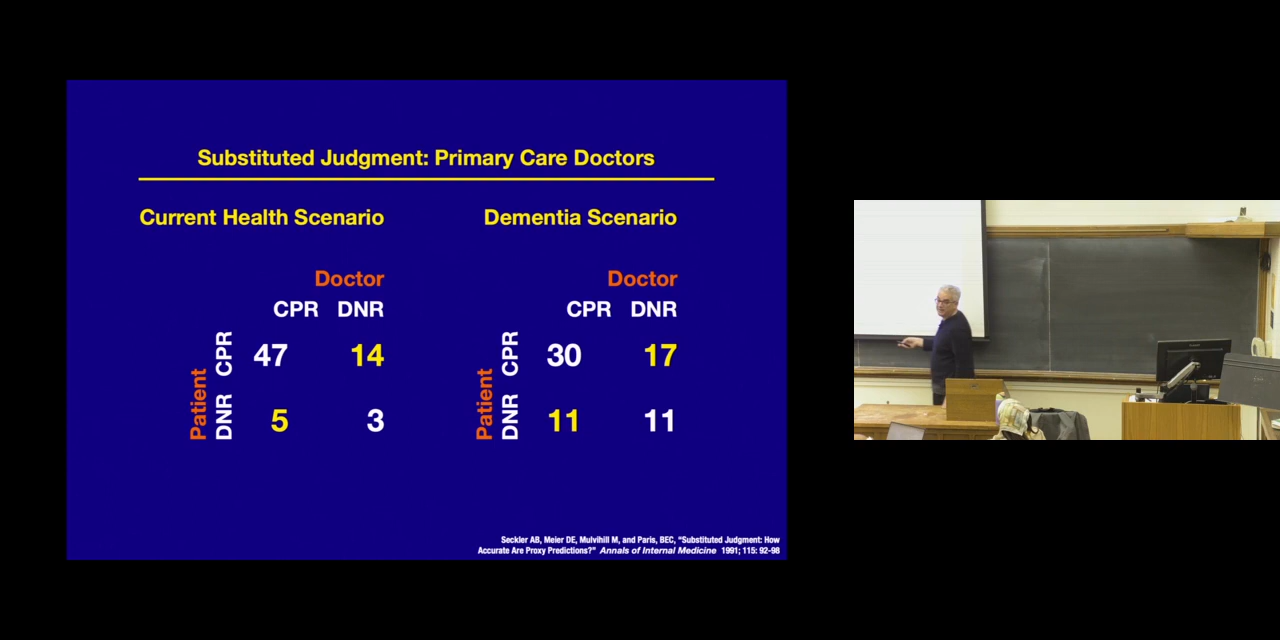 Substituted Judgment: Primary Care Doctors
Current Health Scenario
Doctor
CPR DNR
Patient
CPR
DNR
47 14
5 3
Dementia Scenario
Doctor
CPR DNR
Patient
CPR
DNR
30 17
11 11
Seckler AB, Meier DE, Mulvihill M, and Paris, BEC, "Substituted Judgment: How
Accurate Are Proxy Predictions?" Annals of Internal Medicine 1991; 115: 92-98